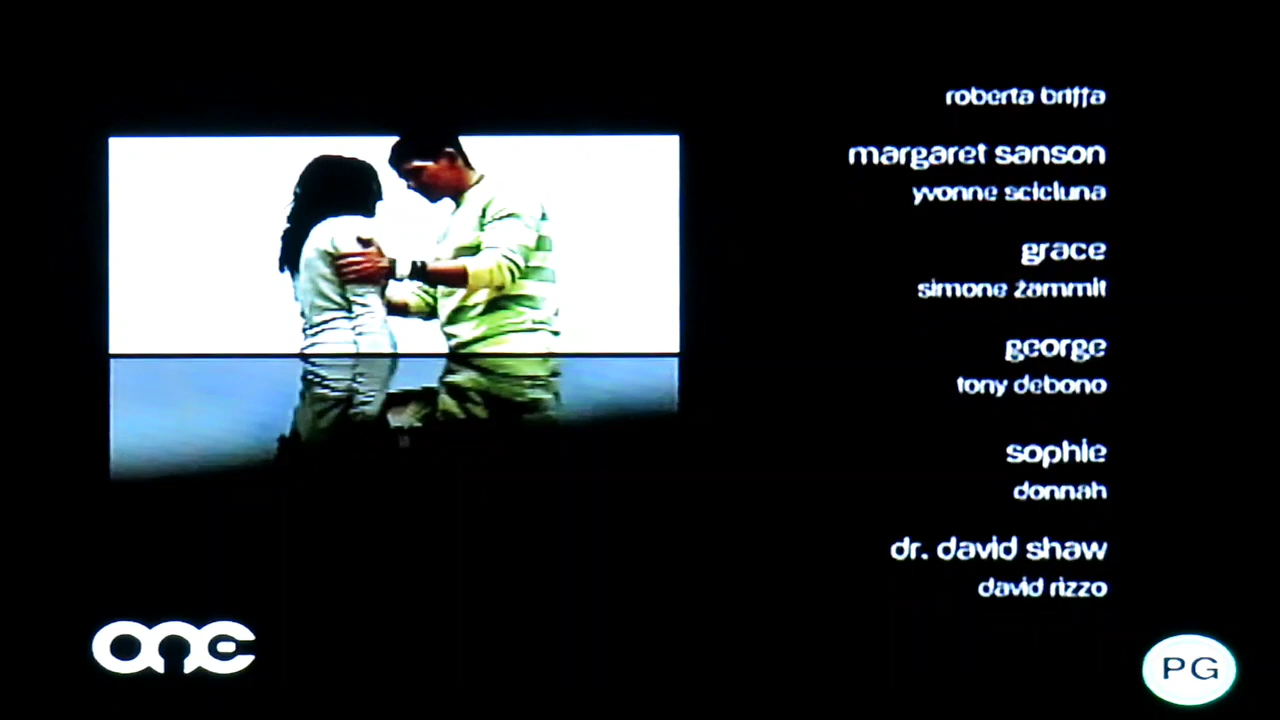 roberta briffa
margaret sanson
yvonne scicluna
grace
simone żammit
george
tony debono
sophie
donnah
dr. david shaw
david rizzo
one
PG